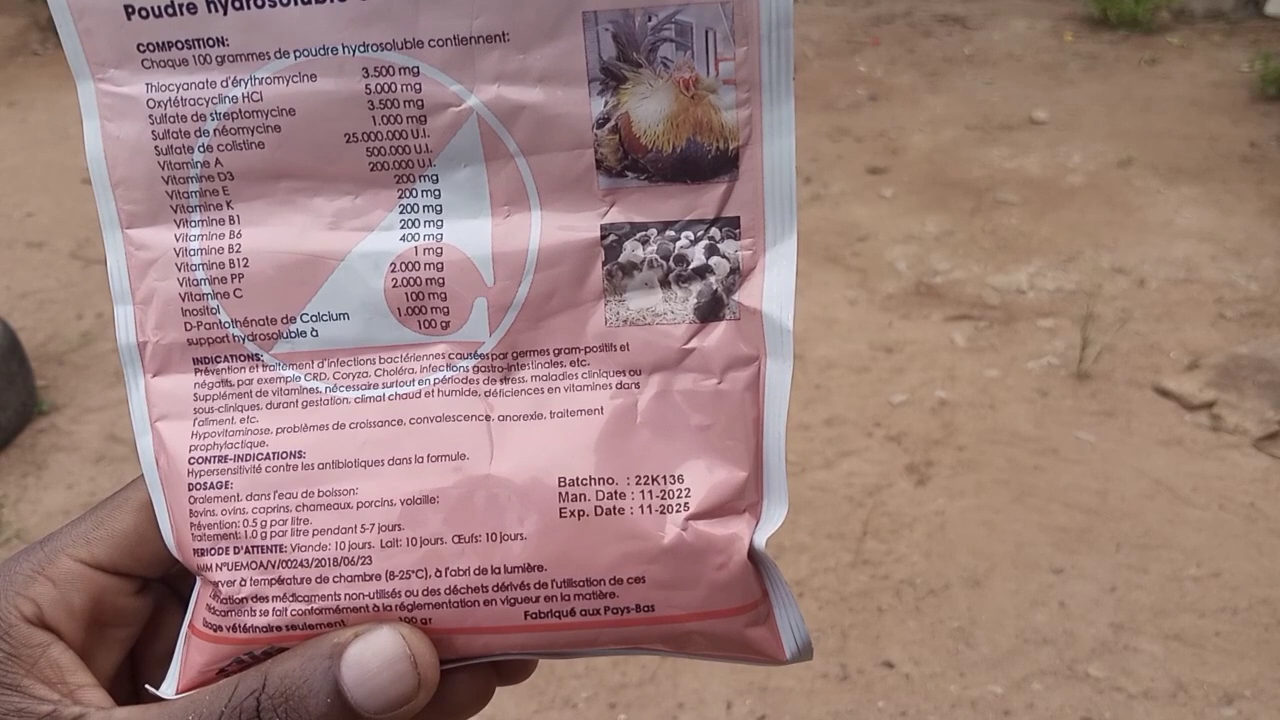 Poudre hydrosoluble
COMPOSITION:
Chaque 100 grammes de poudre hydrosoluble contiennent:
Thiocyanate d'érythromycine 3.500 mg
Oxytétracycline HCl 5.000 mg
Sulfate de streptomycine 3.500 mg
Sulfate de néomycine 1.000 mg
Sulfate de colistine 25.000.000 U.I.
Vitamine A 500.000 U.I.
Vitamine D3 200.000 U.I.
Vitamine E 200 mg
Vitamine K 200 mg
Vitamine B1 200 mg
Vitamine B6 200 mg
Vitamine B2 400 mg
Vitamine B12 1 mg
Vitamine PP 2.000 mg
Vitamine C 2.000 mg
Inositol 100 mg
D-Pantothénate de Calcium 1.000 mg
support hydrosoluble à 100 gr
INDICATIONS:
Prévention et traitement d'infections bactériennes causées par germes gram-positifs et
négatifs, par exemple CRD, Coryza, Choléra, infections gastro-intestinales, etc.
Supplément de vitamines, nécessaire surtout en périodes de stress, maladies cliniques ou
sous-cliniques, durant gestation, climat chaud et humide, déficiences en vitamines dans
l'aliment, etc.
Hypovitaminose, problèmes de croissance, convalescence, anorexie, traitement
prophylactique.
CONTRE-INDICATIONS:
Hypersensitivité contre les antibiotiques dans la formule.
DOSAGE:
Oralement, dans l'eau de boisson:
Bovins, ovins, caprins, chameaux, porcins, volaille:
Prévention: 0.5 g par litre.
Traitement: 1.0 g par litre pendant 5-7 jours.
PERIODE D'ATTENTE: Viande: 10 jours. Lait: 10 jours. Œufs: 10 jours.
AMM N°UEMOA/V/00243/2018/06/23
rver à température de chambre (8-25°C), à l'abri de la lumière.
ination des médicaments non-utilisés ou des déchets dérivés de l'utilisation de ces
médicaments se fait conformément à la réglementation en vigueur en la matière.
Usage vétérinaire seulement 100 gr Fabriqué aux Pays-Bas
Batchno. : 22K136
Man. Date : 11-2022
Exp. Date : 11-2025